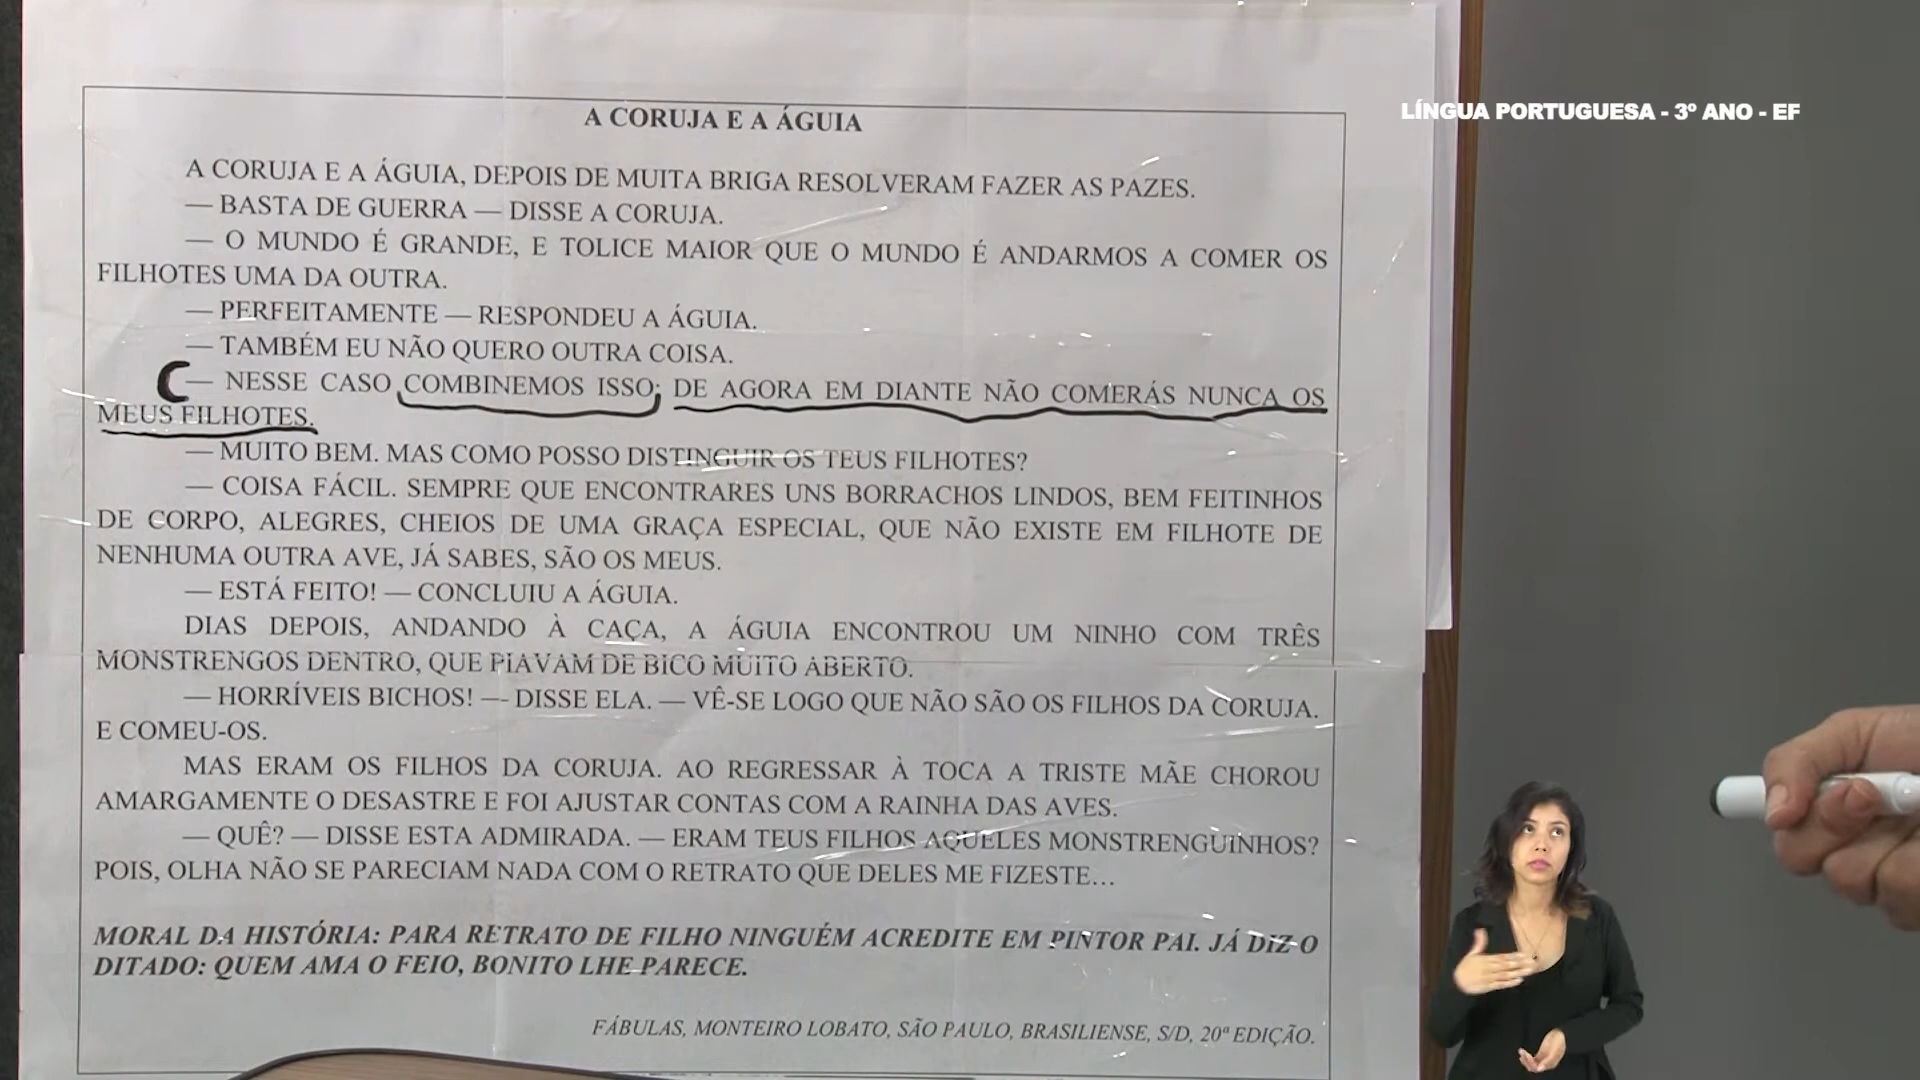 A CORUJA E A ÁGUIA
LÍNGUA PORTUGUESA - 3º ANO - EF
A CORUJA E A ÁGUIA, DEPOIS DE MUITA BRIGA RESOLVERAM FAZER AS PAZES.
— BASTA DE GUERRA — DISSE A CORUJA.
— O MUNDO É GRANDE, E TOLICE MAIOR QUE O MUNDO É ANDARMOS A COMER OS
FILHOTES UMA DA OUTRA.
— PERFEITAMENTE — RESPONDEU A ÁGUIA.
— TAMBÉM EU NÃO QUERO OUTRA COISA.
C — NESSE CASO COMBINEMOS ISSO: DE AGORA EM DIANTE NÃO COMERÁS NUNCA OS
MEUS FILHOTES.
— MUITO BEM. MAS COMO POSSO DISTINGUIR OS TEUS FILHOTES?
— COISA FÁCIL. SEMPRE QUE ENCONTRARES UNS BORRACHOS LINDOS, BEM FEITINHOS
DE CORPO, ALEGRES, CHEIOS DE UMA GRAÇA ESPECIAL, QUE NÃO EXISTE EM FILHOTE DE
NENHUMA OUTRA AVE, JÁ SABES, SÃO OS MEUS.
— ESTÁ FEITO! — CONCLUIU A ÁGUIA.
DIAS DEPOIS, ANDANDO À CAÇA, A ÁGUIA ENCONTROU UM NINHO COM TRÊS
MONSTRENGOS DENTRO, QUE PIAVAM DE BICO MUITO ABERTO.
— HORRÍVEIS BICHOS! — DISSE ELA. — VÊ-SE LOGO QUE NÃO SÃO OS FILHOS DA CORUJA.
E COMEU-OS.
MAS ERAM OS FILHOS DA CORUJA. AO REGRESSAR À TOCA A TRISTE MÃE CHOROU
AMARGAMENTE O DESASTRE E FOI AJUSTAR CONTAS COM A RAINHA DAS AVES.
— QUÊ? — DISSE ESTA ADMIRADA. — ERAM TEUS FILHOS AQUELES MONSTRENGUINHOS?
POIS, OLHA NÃO SE PARECIAM NADA COM O RETRATO QUE DELES ME FIZESTE...
MORAL DA HISTÓRIA: PARA RETRATO DE FILHO NINGUÉM ACREDITE EM PINTOR PAI. JÁ DIZ O
DITADO: QUEM AMA O FEIO, BONITO LHE PARECE.
FÁBULAS, MONTEIRO LOBATO, SÃO PAULO, BRASILIENSE, S/D, 20ª EDIÇÃO.